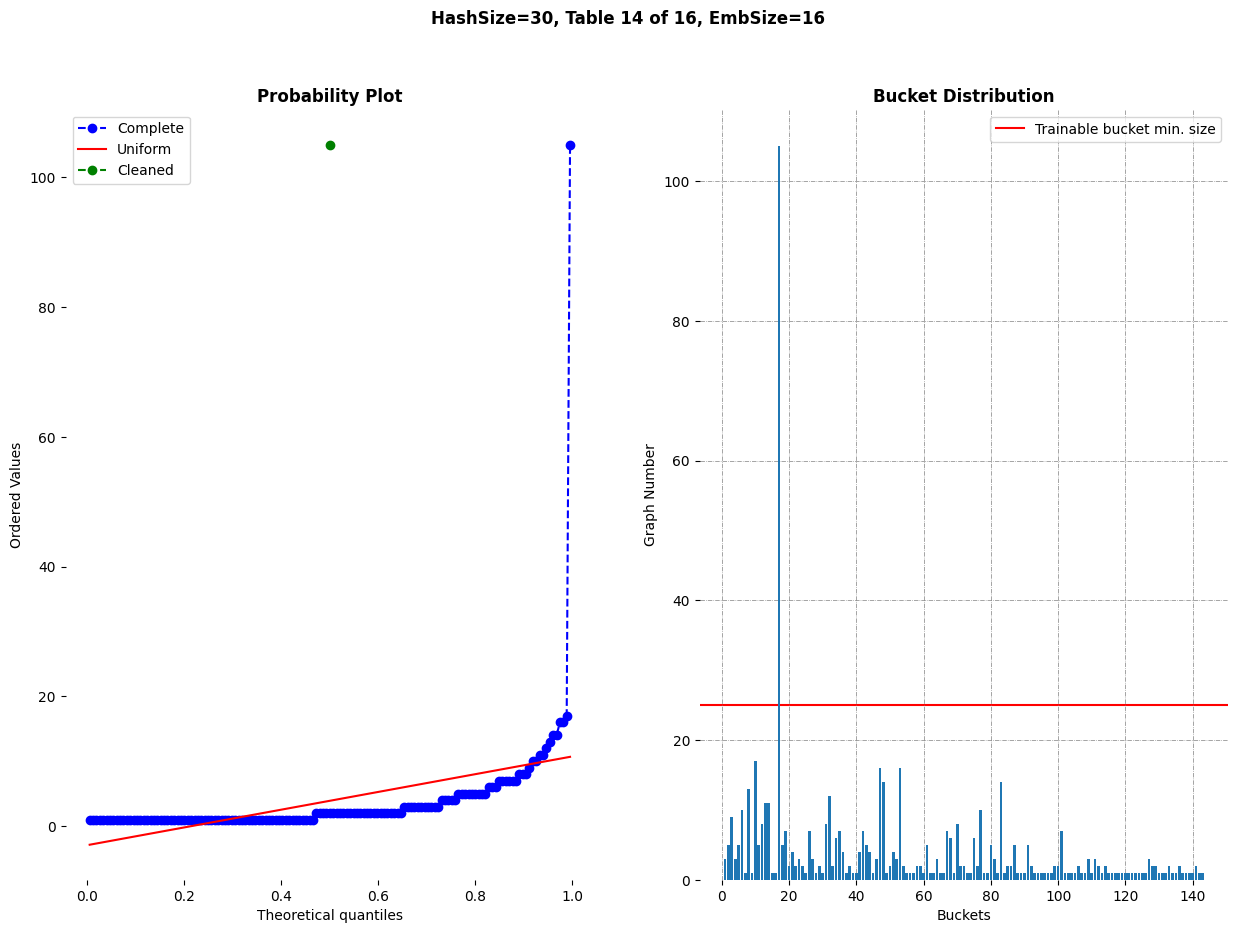 HashSize=30, Table 14 of 16, EmbSize=16
Probability Plot
Complete
Uniform
Cleaned
100
80
60
40
20
0
Ordered Values
0.0 0.2 0.4 0.6 0.8 1.0
Theoretical quantiles
Bucket Distribution
Trainable bucket min. size
100
80
60
40
20
0
Graph Number
0 20 40 60 80 100 120 140
Buckets